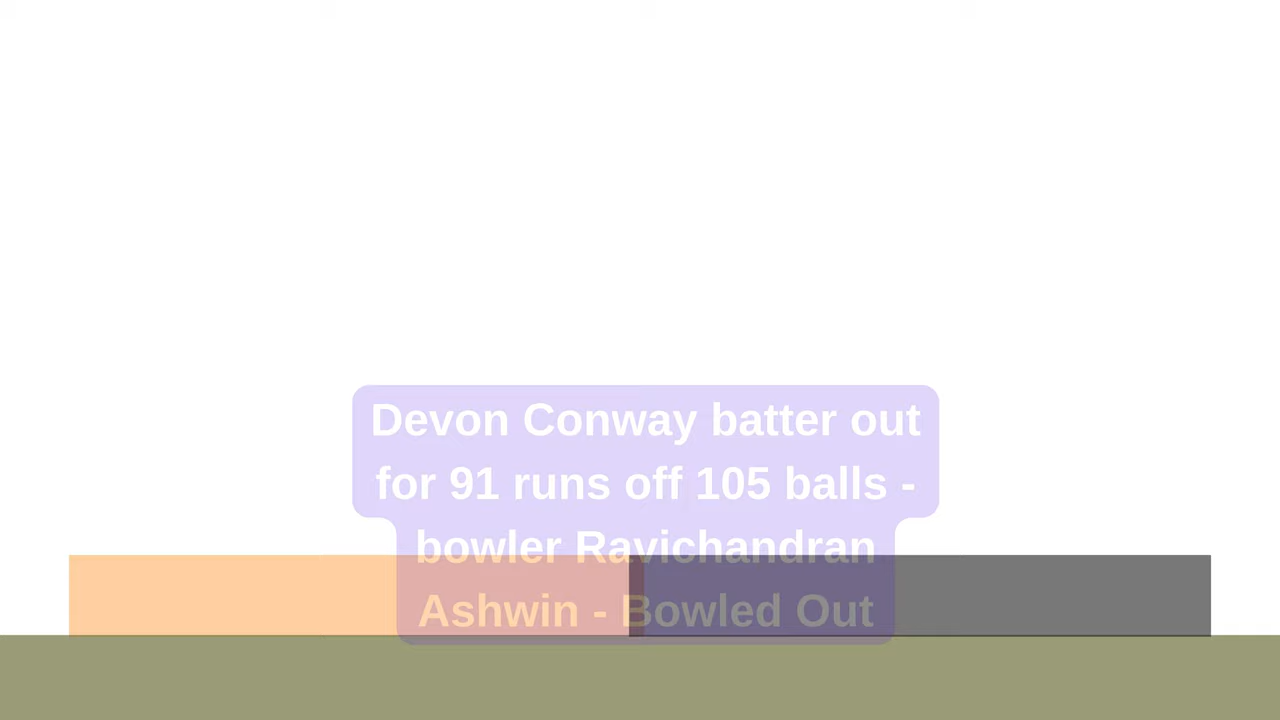 Devon Conway batter out
for 91 runs off 105 balls -
bowler Ravichandran
Ashwin - Bowled Out